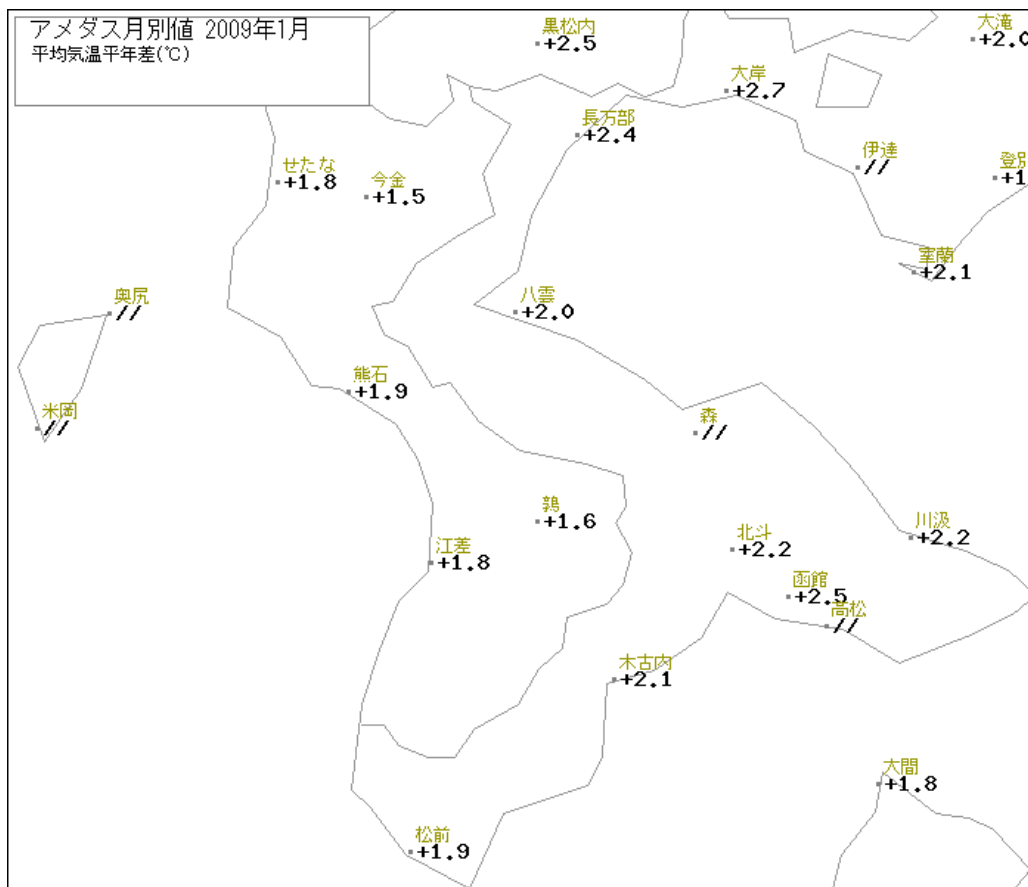 アメダス月別値 2009年1月
平均気温平年差(℃)
黒松内
+2.5
大滝
+2.0
大岸
+2.7
長万部
+2.4
伊達
//
せたな
+1.8
今金
+1.5
登別
+1
室蘭
+2.1
奥尻
//
八雲
+2.0
熊石
+1.9
米岡
//
森
//
鶉
+1.6
川汲
+2.2
北斗
+2.2
江差
+1.8
函館
+2.5
高松
//
木古内
+2.1
大間
+1.8
松前
+1.9